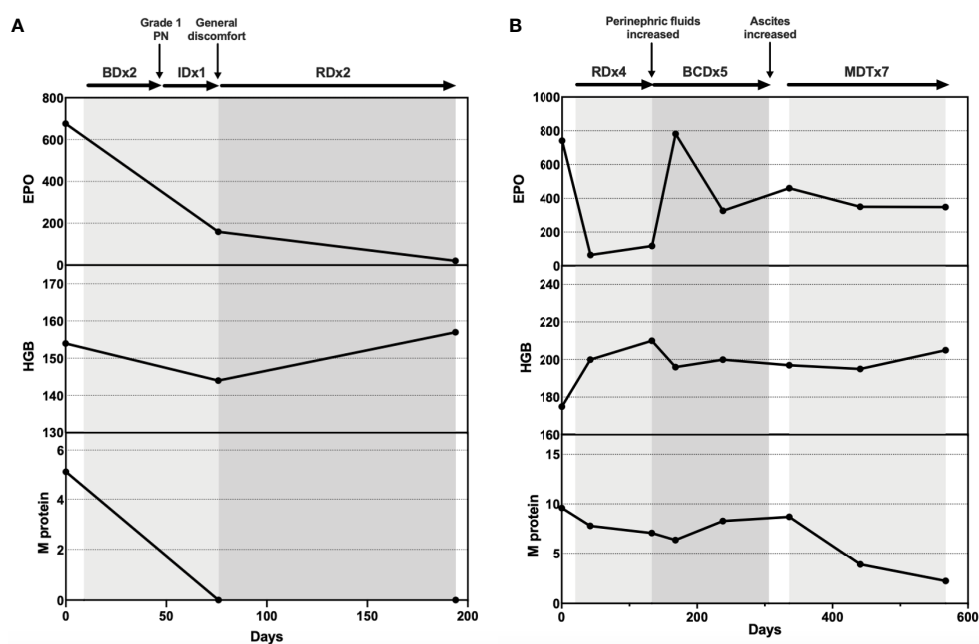 A
Grade 1 PN
General discomfort
BDx2 IDx1 RDx2
800
600
400
200
0
EPO
170
160
150
140
130
HGB
6
4
2
0
M protein
0 50 100 150 200
Days
B
Perinephric fluids increased
Ascites increased
RDx4 BCDx5 MDTx7
1000
800
600
400
200
0
EPO
240
220
200
180
160
HGB
15
10
5
0
M protein
0 200 400 600
Days